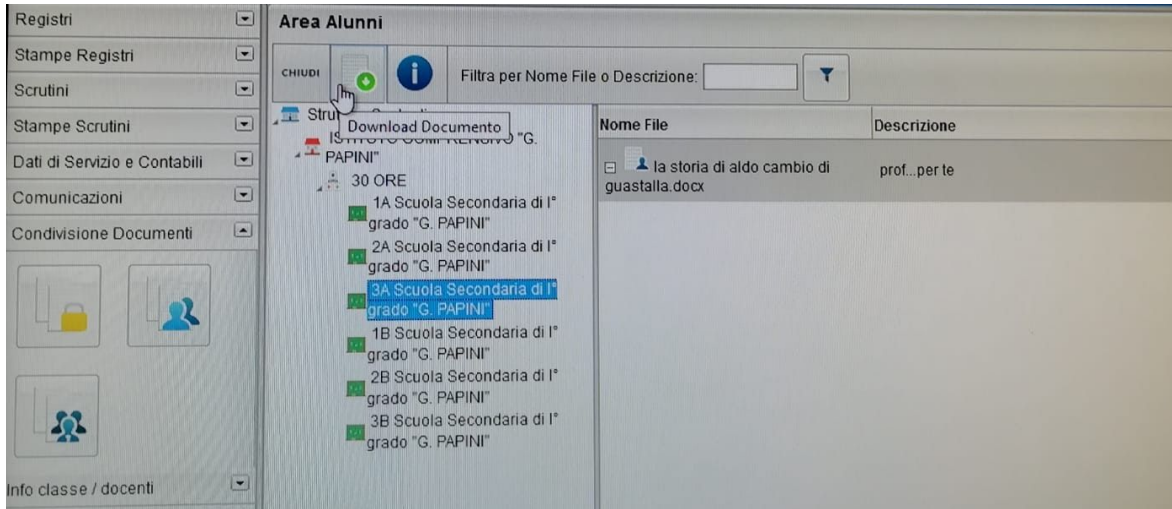 Registri
Stampe Registri
Scrutini
Stampe Scrutini
Dati di Servizio e Contabili
Comunicazioni
Condivisione Documenti
Info classe / docenti
Area Alunni
CHIUDI
Filtra per Nome File o Descrizione:
Download Documento
"G.
PAPINI"
30 ORE
1A Scuola Secondaria di I°
grado "G. PAPINI"
2A Scuola Secondaria di I°
grado "G. PAPINI"
3A Scuola Secondaria di I°
grado "G. PAPINI"
1B Scuola Secondaria di I°
grado "G. PAPINI"
2B Scuola Secondaria di I°
grado "G. PAPINI"
3B Scuola Secondaria di I°
grado "G. PAPINI"
Nome File
Descrizione
la storia di aldo cambio di
guastalla.docx
prof...per te